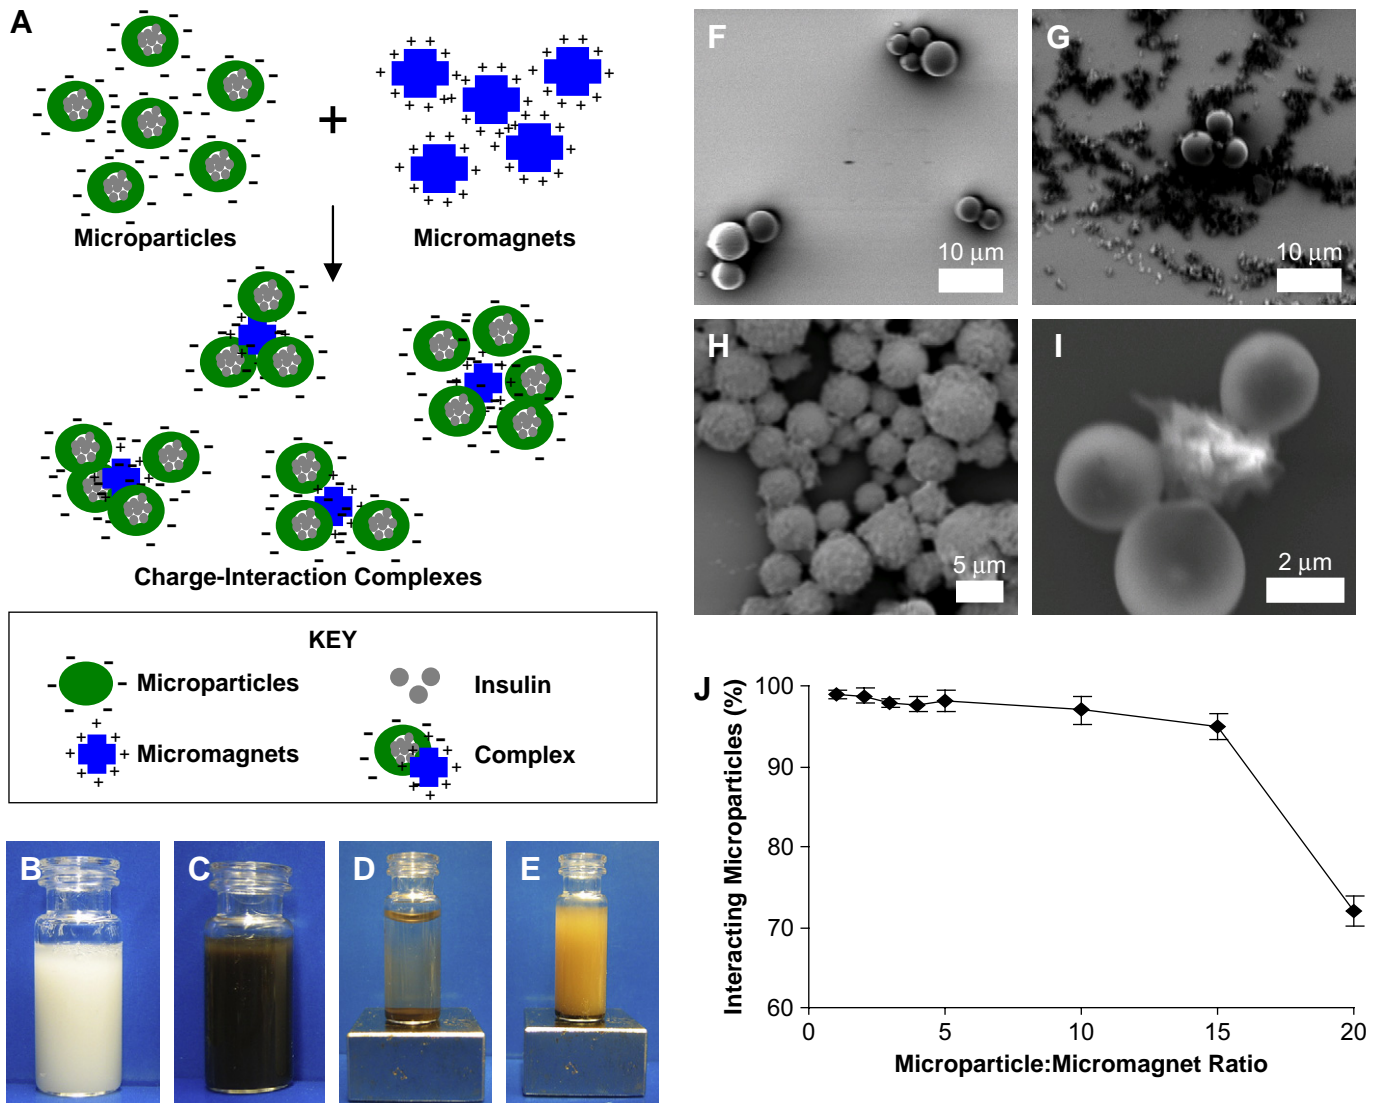 A
+
Microparticles
Micromagnets
Charge-Interaction Complexes
KEY
Microparticles
Insulin
Micromagnets
Complex
B
C
D
E
F
10 μm
G
10 μm
H
5 μm
I
2 μm
J
Interacting Microparticles (%)
100
90
80
70
60
0
5
10
15
20
Microparticle:Micromagnet Ratio